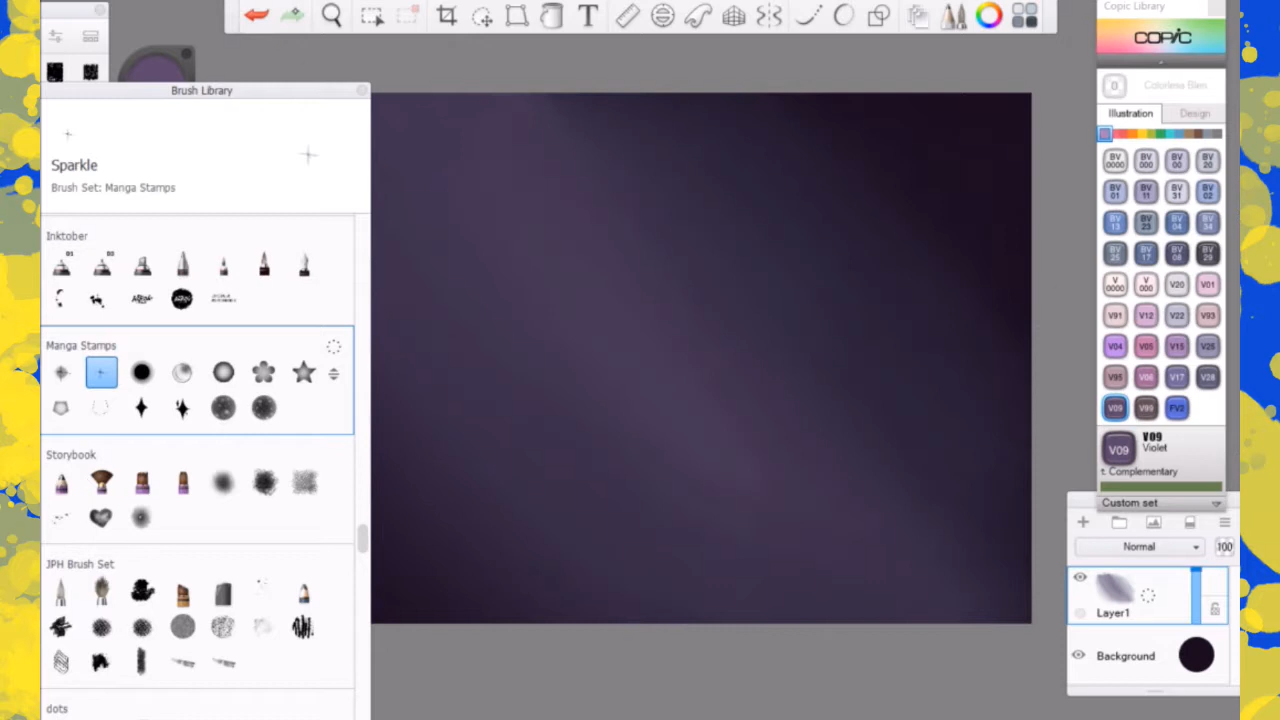 Copic Library
COPIC
0
Colorless Blen
Illustration
Design
Brush Library
Sparkle
Brush Set: Manga Stamps
Inktober
01
Manga Stamps
Storybook
JPH Brush Set
dots
BV 0000
BV 000
BV 00
BV 20
BV 01
BV 11
BV 31
BV 02
BV 13
BV 23
BV 04
BV 34
BV 25
BV 17
BV 08
BV 29
V 0000
V 000
V20
V01
V91
V12
V22
V93
V04
V05
V15
V25
V95
V06
V17
V28
V09
V99
FV2
V09
V09
Violet
t. Complementary
Custom set
Normal
100
Layer1
Background